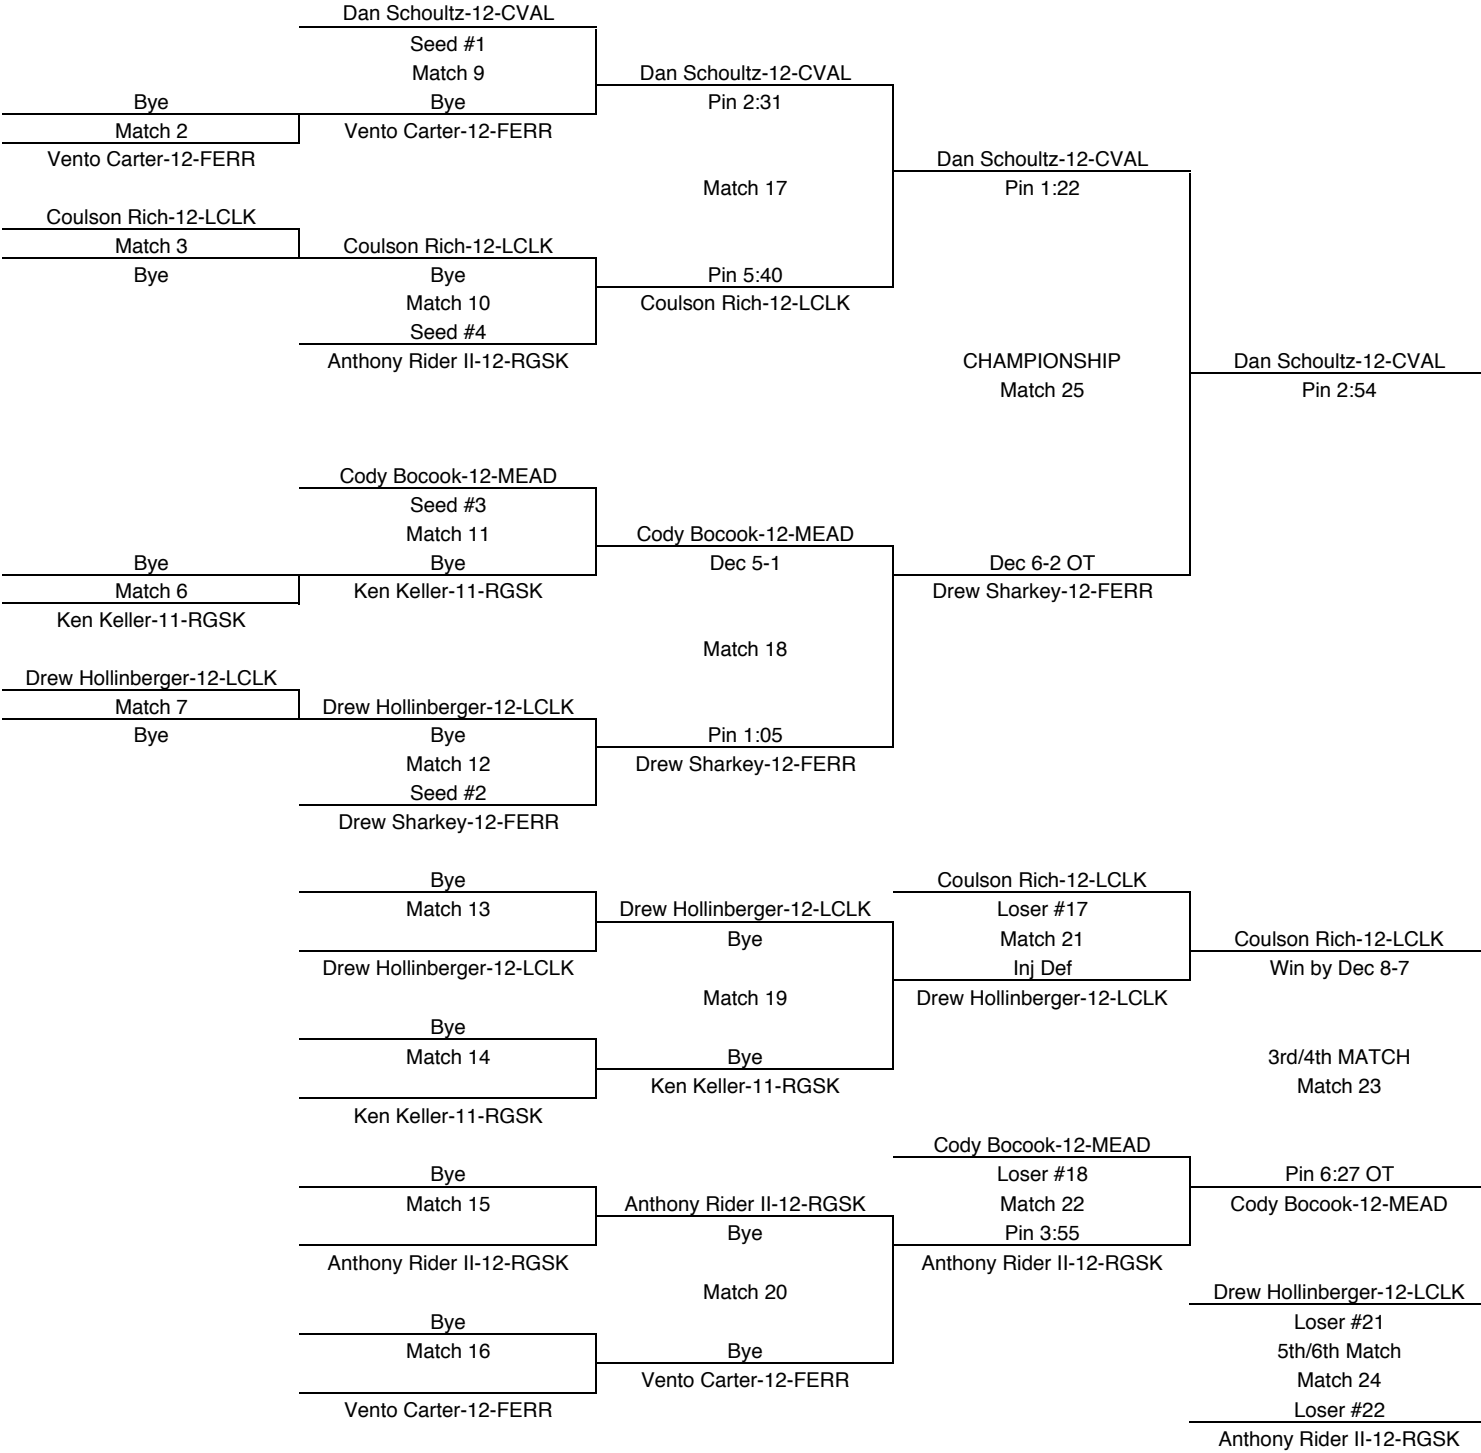 Dan Schoultz-12-CVAL
Seed #1
Match 9
Dan Schoultz-12-CVAL
Bye
Bye
Pin 2:31
Match 2
Vento Carter-12-FERR
Vento Carter-12-FERR
Dan Schoultz-12-CVAL
Match 17
Pin 1:22
Coulson Rich-12-LCLK
Match 3
Coulson Rich-12-LCLK
Bye
Bye
Pin 5:40
Match 10
Coulson Rich-12-LCLK
Seed #4
Anthony Rider II-12-RGSK
CHAMPIONSHIP
Dan Schoultz-12-CVAL
Match 25
Pin 2:54
Cody Bocook-12-MEAD
Seed #3
Match 11
Cody Bocook-12-MEAD
Bye
Bye
Dec 5-1
Dec 6-2 OT
Match 6
Ken Keller-11-RGSK
Drew Sharkey-12-FERR
Ken Keller-11-RGSK
Match 18
Drew Hollinberger-12-LCLK
Match 7
Drew Hollinberger-12-LCLK
Bye
Bye
Pin 1:05
Match 12
Drew Sharkey-12-FERR
Seed #2
Drew Sharkey-12-FERR
Bye
Coulson Rich-12-LCLK
Match 13
Drew Hollinberger-12-LCLK
Loser #17
Bye
Match 21
Coulson Rich-12-LCLK
Drew Hollinberger-12-LCLK
Inj Def
Win by Dec 8-7
Match 19
Drew Hollinberger-12-LCLK
Bye
Match 14
Bye
3rd/4th MATCH
Ken Keller-11-RGSK
Match 23
Ken Keller-11-RGSK
Cody Bocook-12-MEAD
Bye
Loser #18
Pin 6:27 OT
Match 15
Anthony Rider II-12-RGSK
Match 22
Cody Bocook-12-MEAD
Bye
Pin 3:55
Anthony Rider II-12-RGSK
Anthony Rider II-12-RGSK
Match 20
Drew Hollinberger-12-LCLK
Bye
Loser #21
Match 16
Bye
5th/6th Match
Vento Carter-12-FERR
Match 24
Vento Carter-12-FERR
Loser #22
Anthony Rider II-12-RGSK